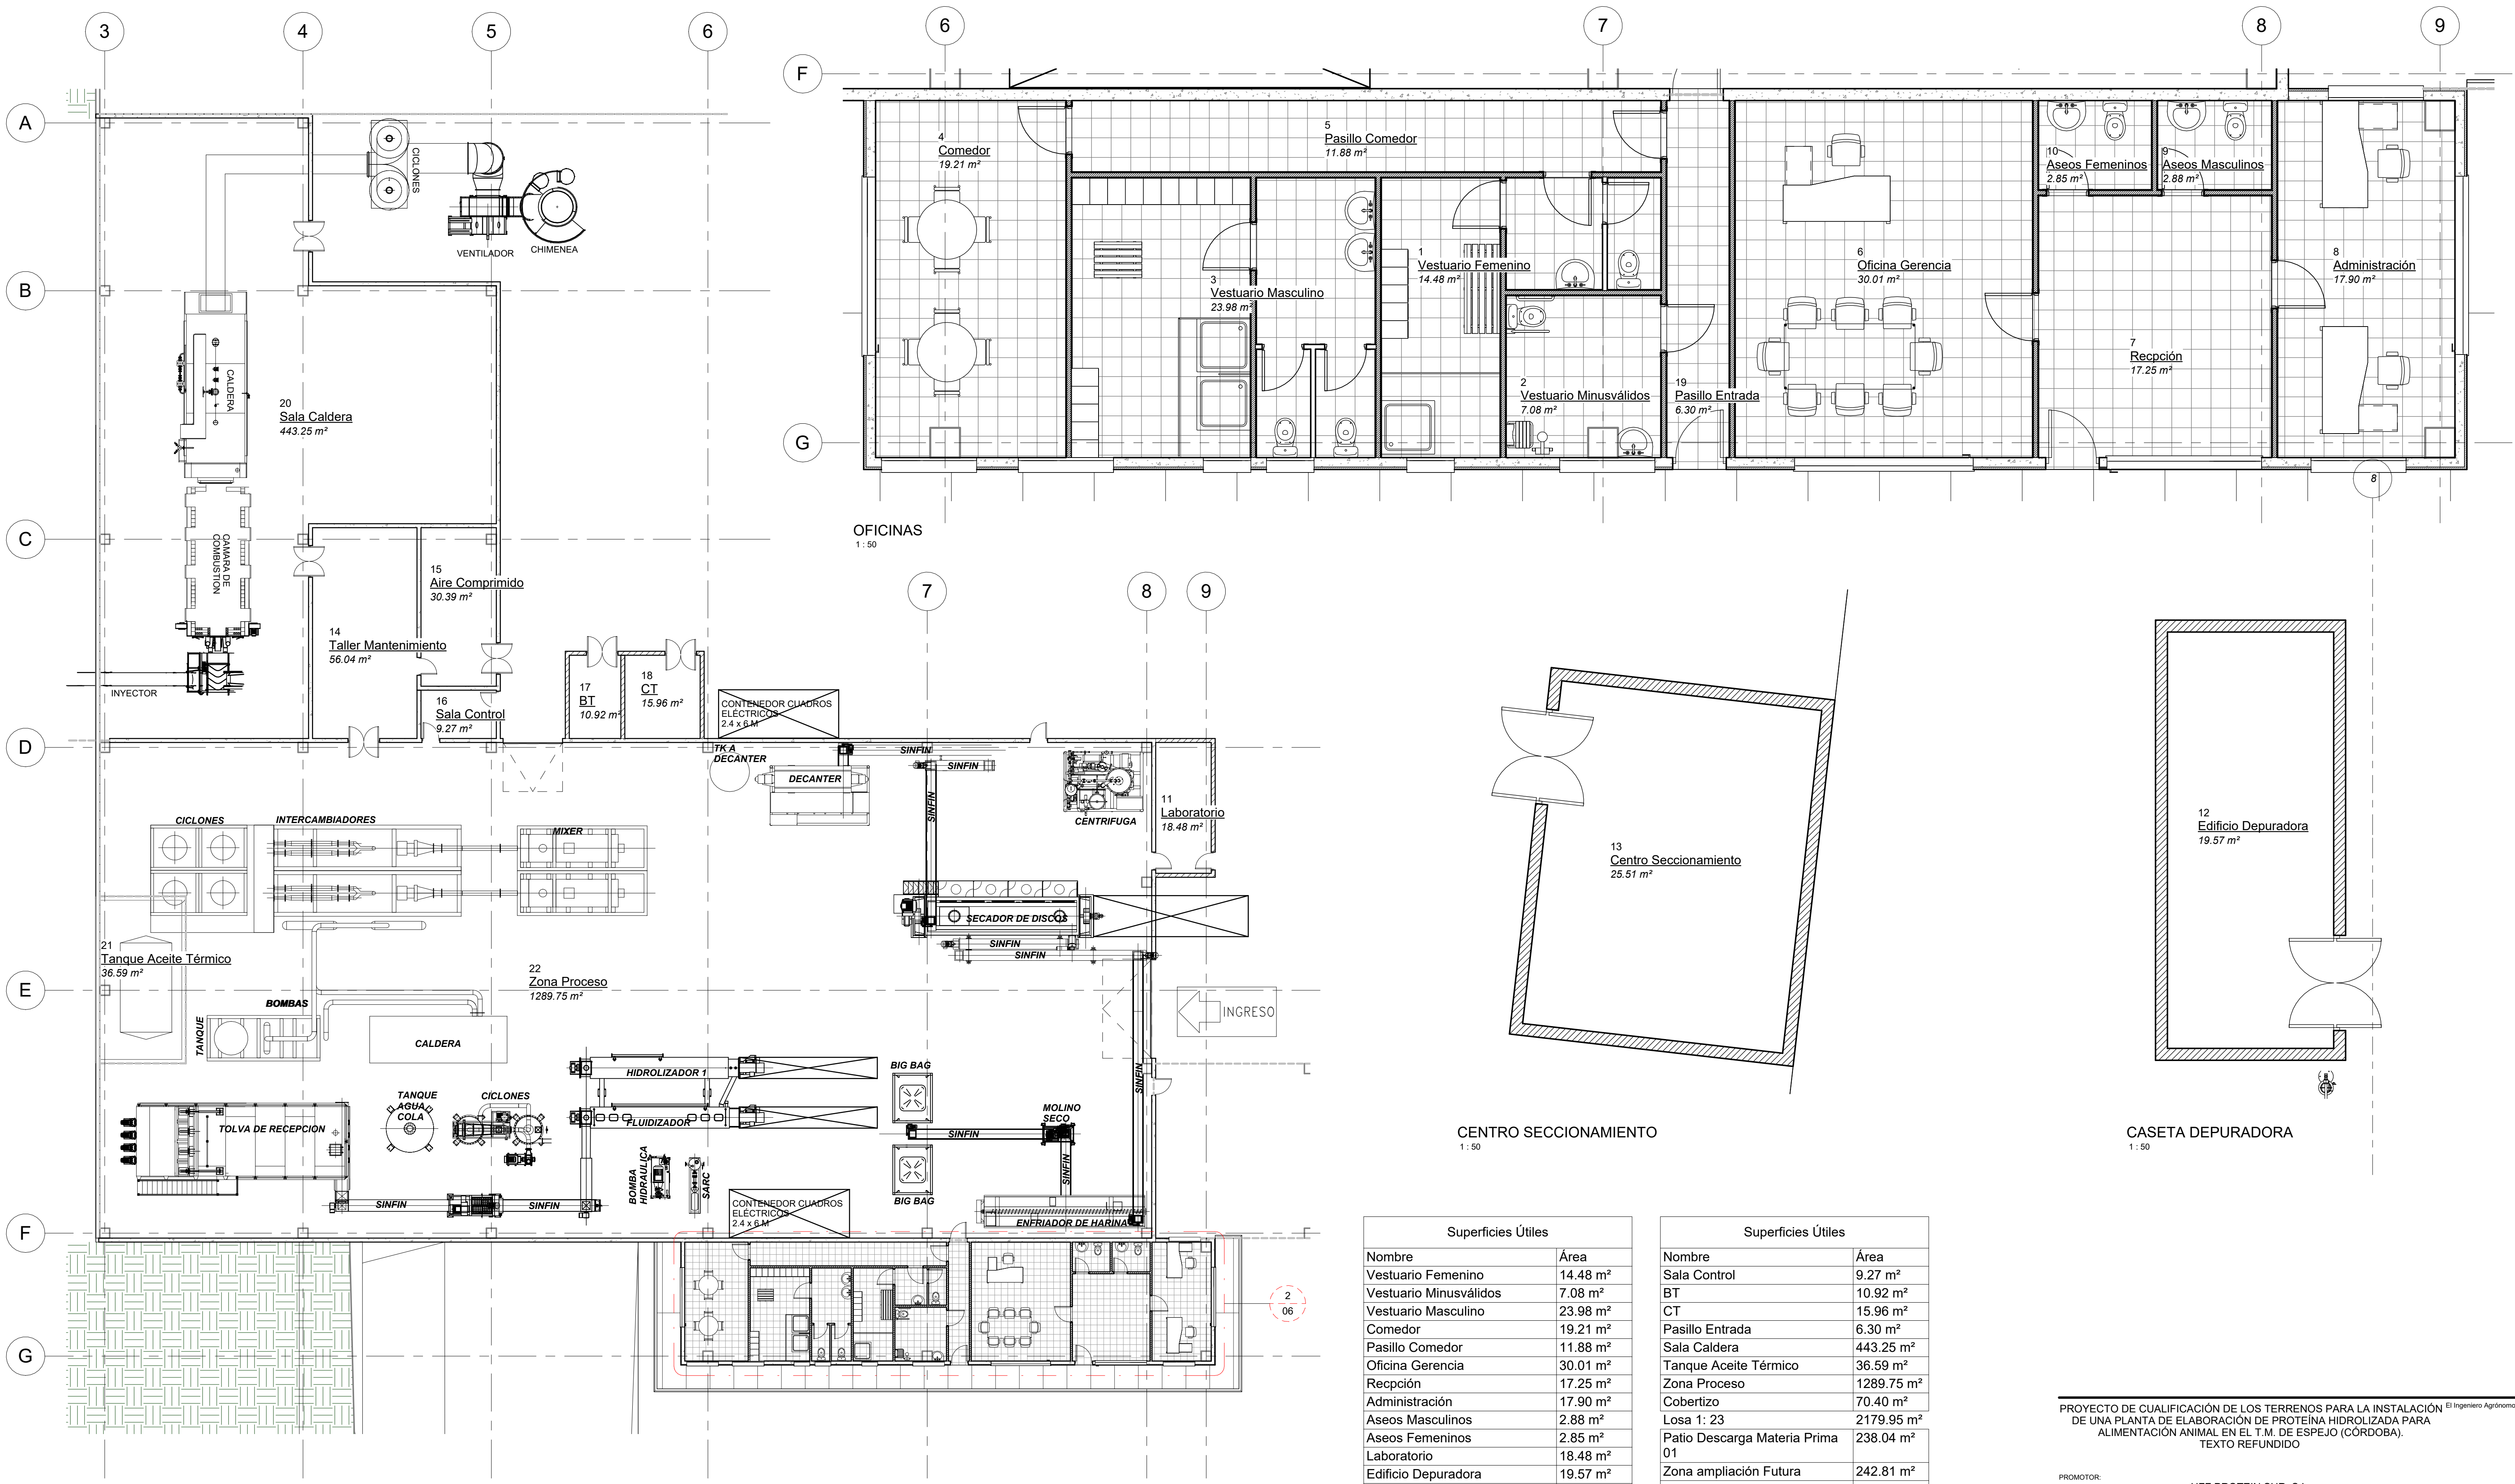 3
4
5
6
6
7
8
9
F
A
CICLONES
VENTILADOR
CHIMENEA
4
Comedor
19.21 m²
5
Pasillo Comedor
11.88 m²
10
Aseos Femeninos
2.85 m²
9
Aseos Masculinos
2.88 m²
B
3
Vestuario Masculino
23.98 m²
1
Vestuario Femenino
14.48 m²
6
Oficina Gerencia
30.01 m²
8
Administración
17.90 m²
7
Recpción
17.25 m²
2
Vestuario Minusválidos
7.08 m²
19
Pasillo Entrada
6.30 m²
G
8
CALDERA
20
Sala Caldera
443.25 m²
OFICINAS
1 : 50
C
CAMARA DE
COMBUSTION
15
Aire Comprimido
30.39 m²
7
8
9
14
Taller Mantenimiento
56.04 m²
INYECTOR
16
Sala Control
9.27 m²
17
BT
10.92 m²
18
CT
15.96 m²
CONTENEDOR CUADROS
ELÉCTRICOS
2.4 x 6 M
D
TK A
DECANTER
DECANTER
SINFIN
SINFIN
SINFIN
CENTRIFUGA
11
Laboratorio
18.48 m²
CICLONES
INTERCAMBIADORES
MIXER
SECADOR DE DISCOS
SINFIN
SINFIN
21
Tanque Aceite Térmico
36.59 m²
22
Zona Proceso
1289.75 m²
E
BOMBAS
TANQUE
CALDERA
INGRESO
HIDROLIZADOR 1
FLUIDIZADOR
BIG BAG
SINFIN
TANQUE
AGUA
COLA
CICLONES
TOLVA DE RECEPCION
MOLINO
SECO
SINFIN
SINFIN
BOMBA
HIDRAULICA
SARC
BIG BAG
SINFIN
SINFIN
CONTENEDOR CUADROS
ELÉCTRICOS
2.4 x 6 M
ENFRIADOR DE HARINA
F
2
06
G
13
Centro Seccionamiento
25.51 m²
CENTRO SECCIONAMIENTO
1 : 50
12
Edificio Depuradora
19.57 m²
CASETA DEPURADORA
1 : 50
Superficies Útiles
Nombre Área
Vestuario Femenino 14.48 m²
Vestuario Minusválidos 7.08 m²
Vestuario Masculino 23.98 m²
Comedor 19.21 m²
Pasillo Comedor 11.88 m²
Oficina Gerencia 30.01 m²
Recpción 17.25 m²
Administración 17.90 m²
Aseos Masculinos 2.88 m²
Aseos Femeninos 2.85 m²
Laboratorio 18.48 m²
Edificio Depuradora 19.57 m²
Superficies Útiles
Nombre Área
Sala Control 9.27 m²
BT 10.92 m²
CT 15.96 m²
Pasillo Entrada 6.30 m²
Sala Caldera 443.25 m²
Tanque Aceite Térmico 36.59 m²
Zona Proceso 1289.75 m²
Cobertizo 70.40 m²
Losa 1: 23 2179.95 m²
Patio Descarga Materia Prima 238.04 m²
01
Zona ampliación Futura 242.81 m²
PROYECTO DE CUALIFICACIÓN DE LOS TERRENOS PARA LA INSTALACIÓN
DE UNA PLANTA DE ELABORACIÓN DE PROTEÍNA HIDROLIZADA PARA
ALIMENTACIÓN ANIMAL EN EL T.M. DE ESPEJO (CÓRDOBA).
TEXTO REFUNDIDO
El Ingeniero Agrónomo
PROMOTOR: